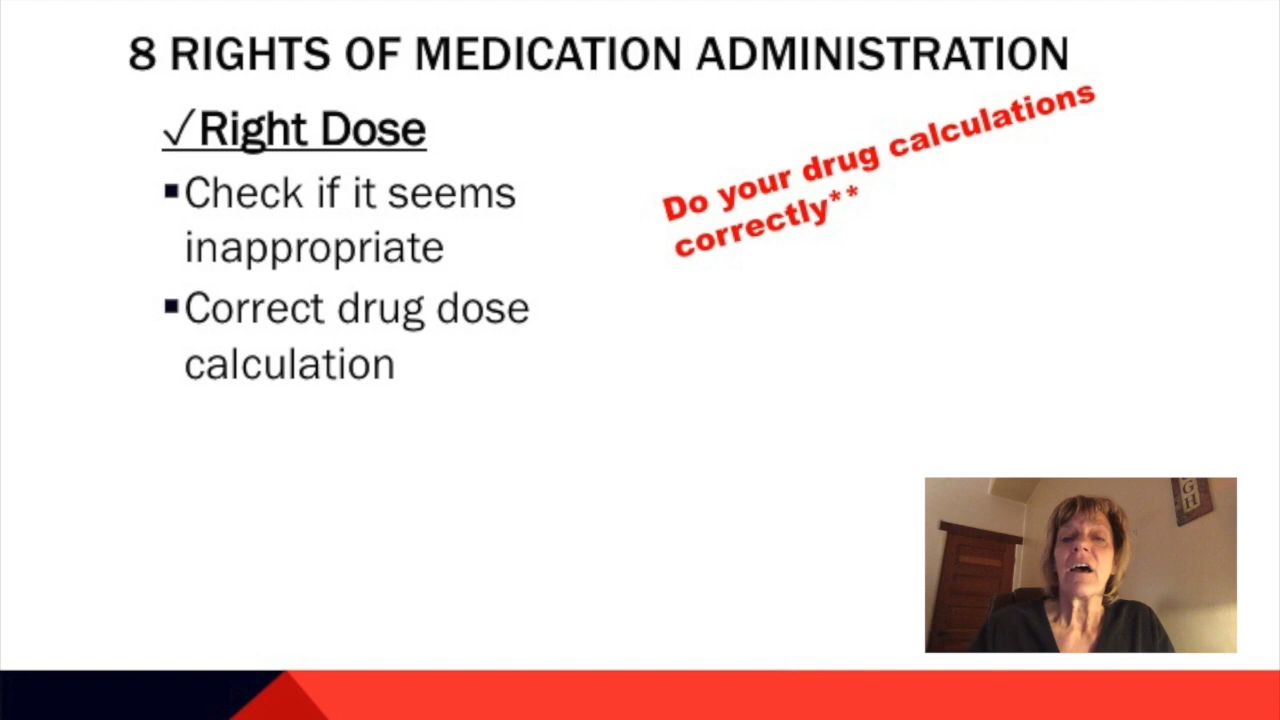 8 RIGHTS OF MEDICATION ADMINISTRATION
✓Right Dose
▪Check if it seems
inappropriate
▪Correct drug dose
calculation
Do your drug calculations
correctly**
GH